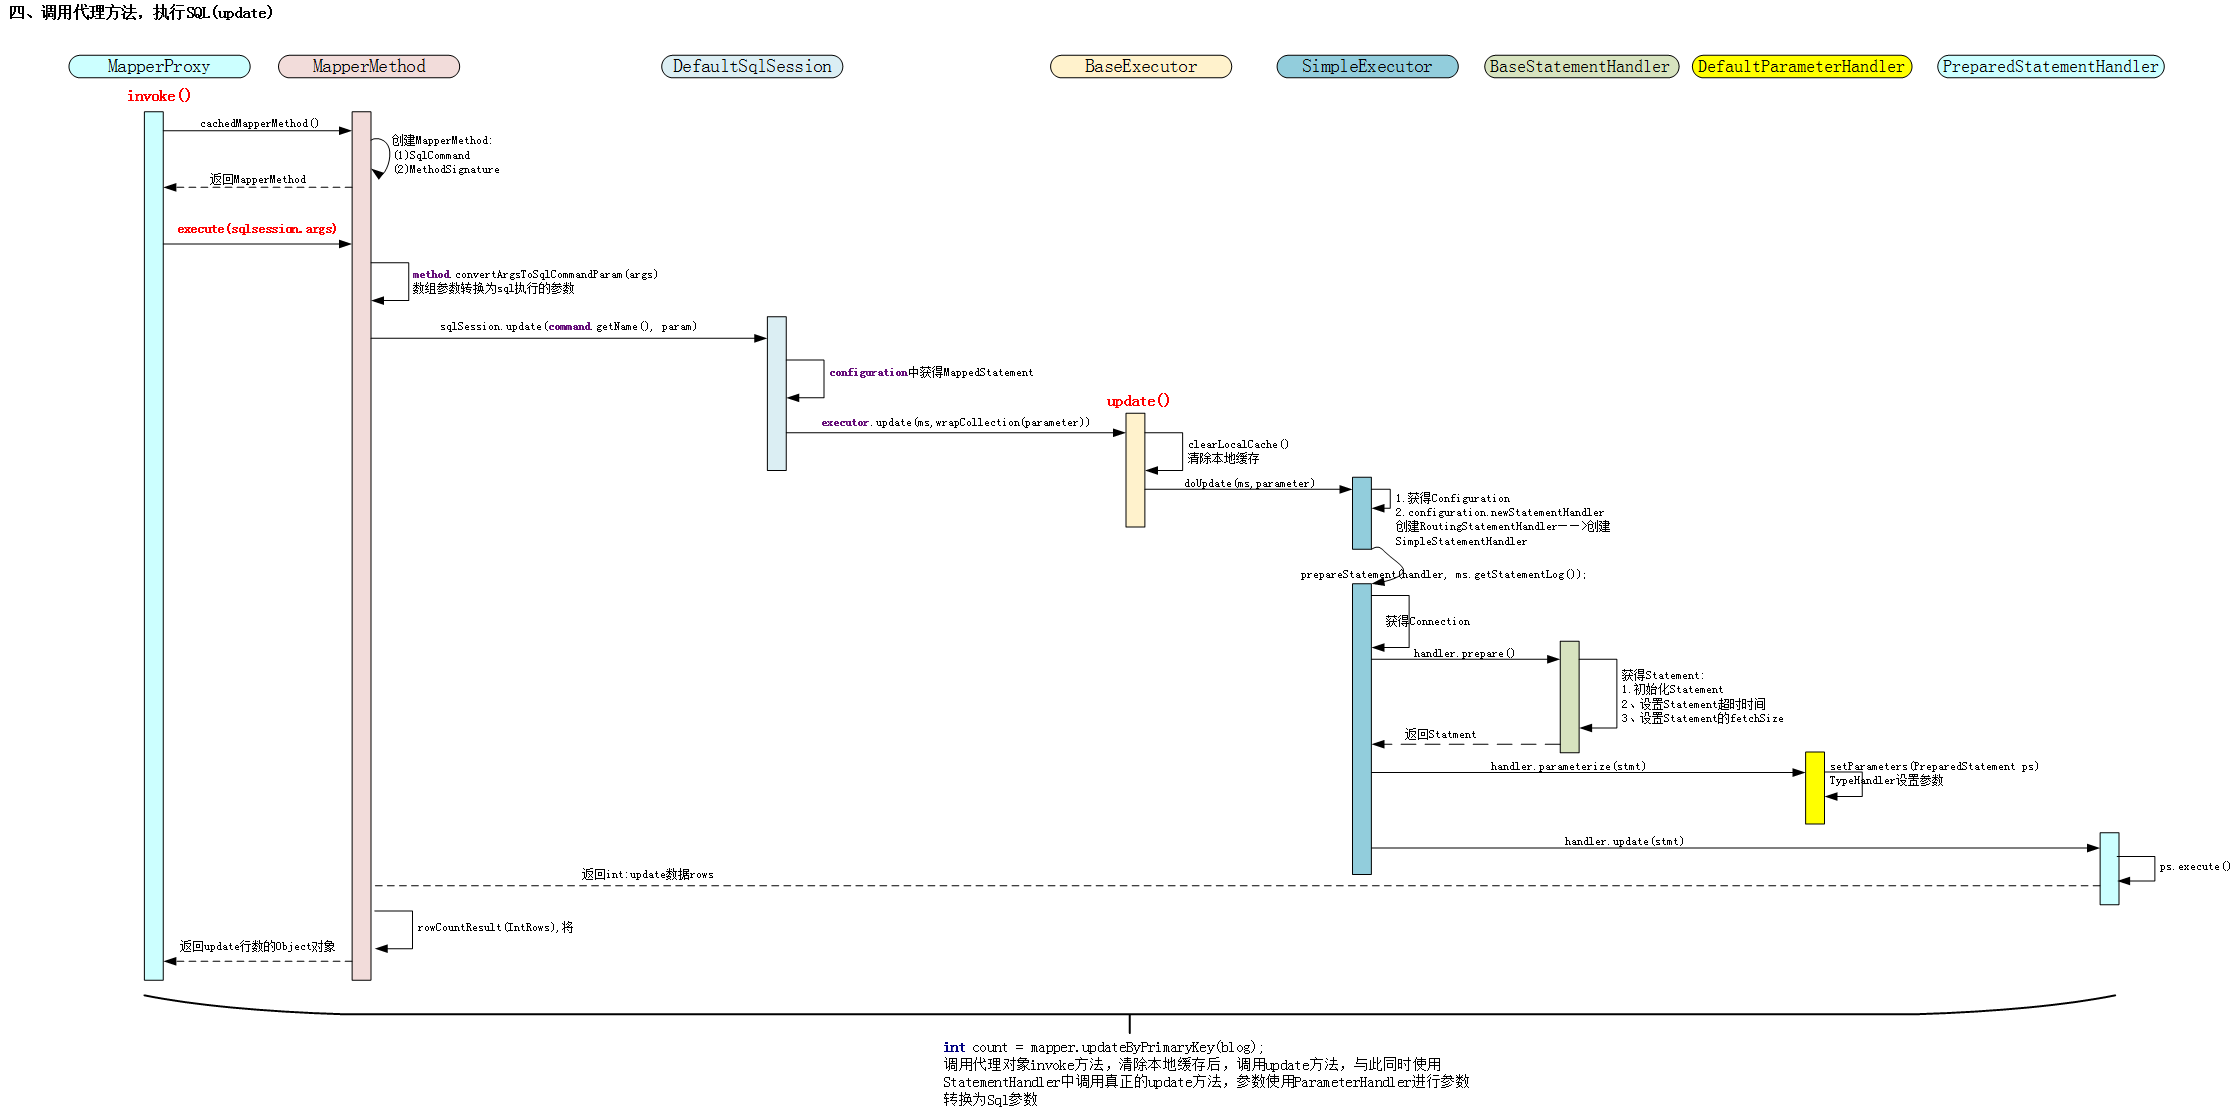 四、调用代理方法，执行SQL(update)
MapperProxy
MapperMethod
DefaultSqlSession
BaseExecutor
SimpleExecutor
BaseStatementHandler
DefaultParameterHandler
PreparedStatementHandler
invoke()
cachedMapperMethod()
创建MapperMethod:
(1)SqlCommand
(2)MethodSignature
返回MapperMethod
execute(sqlsession.args)
method.convertArgsToSqlCommandParam(args)
数组参数转换为sql执行的参数
sqlSession.update(command.getName(), param)
configuration中获得MappedStatement
update()
executor.update(ms,wrapCollection(parameter))
clearLocalCache()
清除本地缓存
doUpdate(ms,parameter)
1.获得Configuration
2.configuration.newStatementHandler
创建RoutingStatementHandler——>创建
SimpleStatementHandler
prepareStatement(handler, ms.getStatementLog());
获得Connection
handler.prepare()
获得Statement:
1.初始化Statement
2、设置Statement超时时间
3、设置Statement的fetchSize
返回Statment
handler.parameterize(stmt)
setParameters(PreparedStatement ps)
TypeHandler设置参数
handler.update(stmt)
ps.execute()
返回int:update数据rows
rowCountResult(IntRows),将
返回update行数的Object对象
int count = mapper.updateByPrimaryKey(blog);
调用代理对象invoke方法，清除本地缓存后，调用update方法，与此同时使用
StatementHandler中调用真正的update方法，参数使用ParameterHandler进行参数
转换为Sql参数